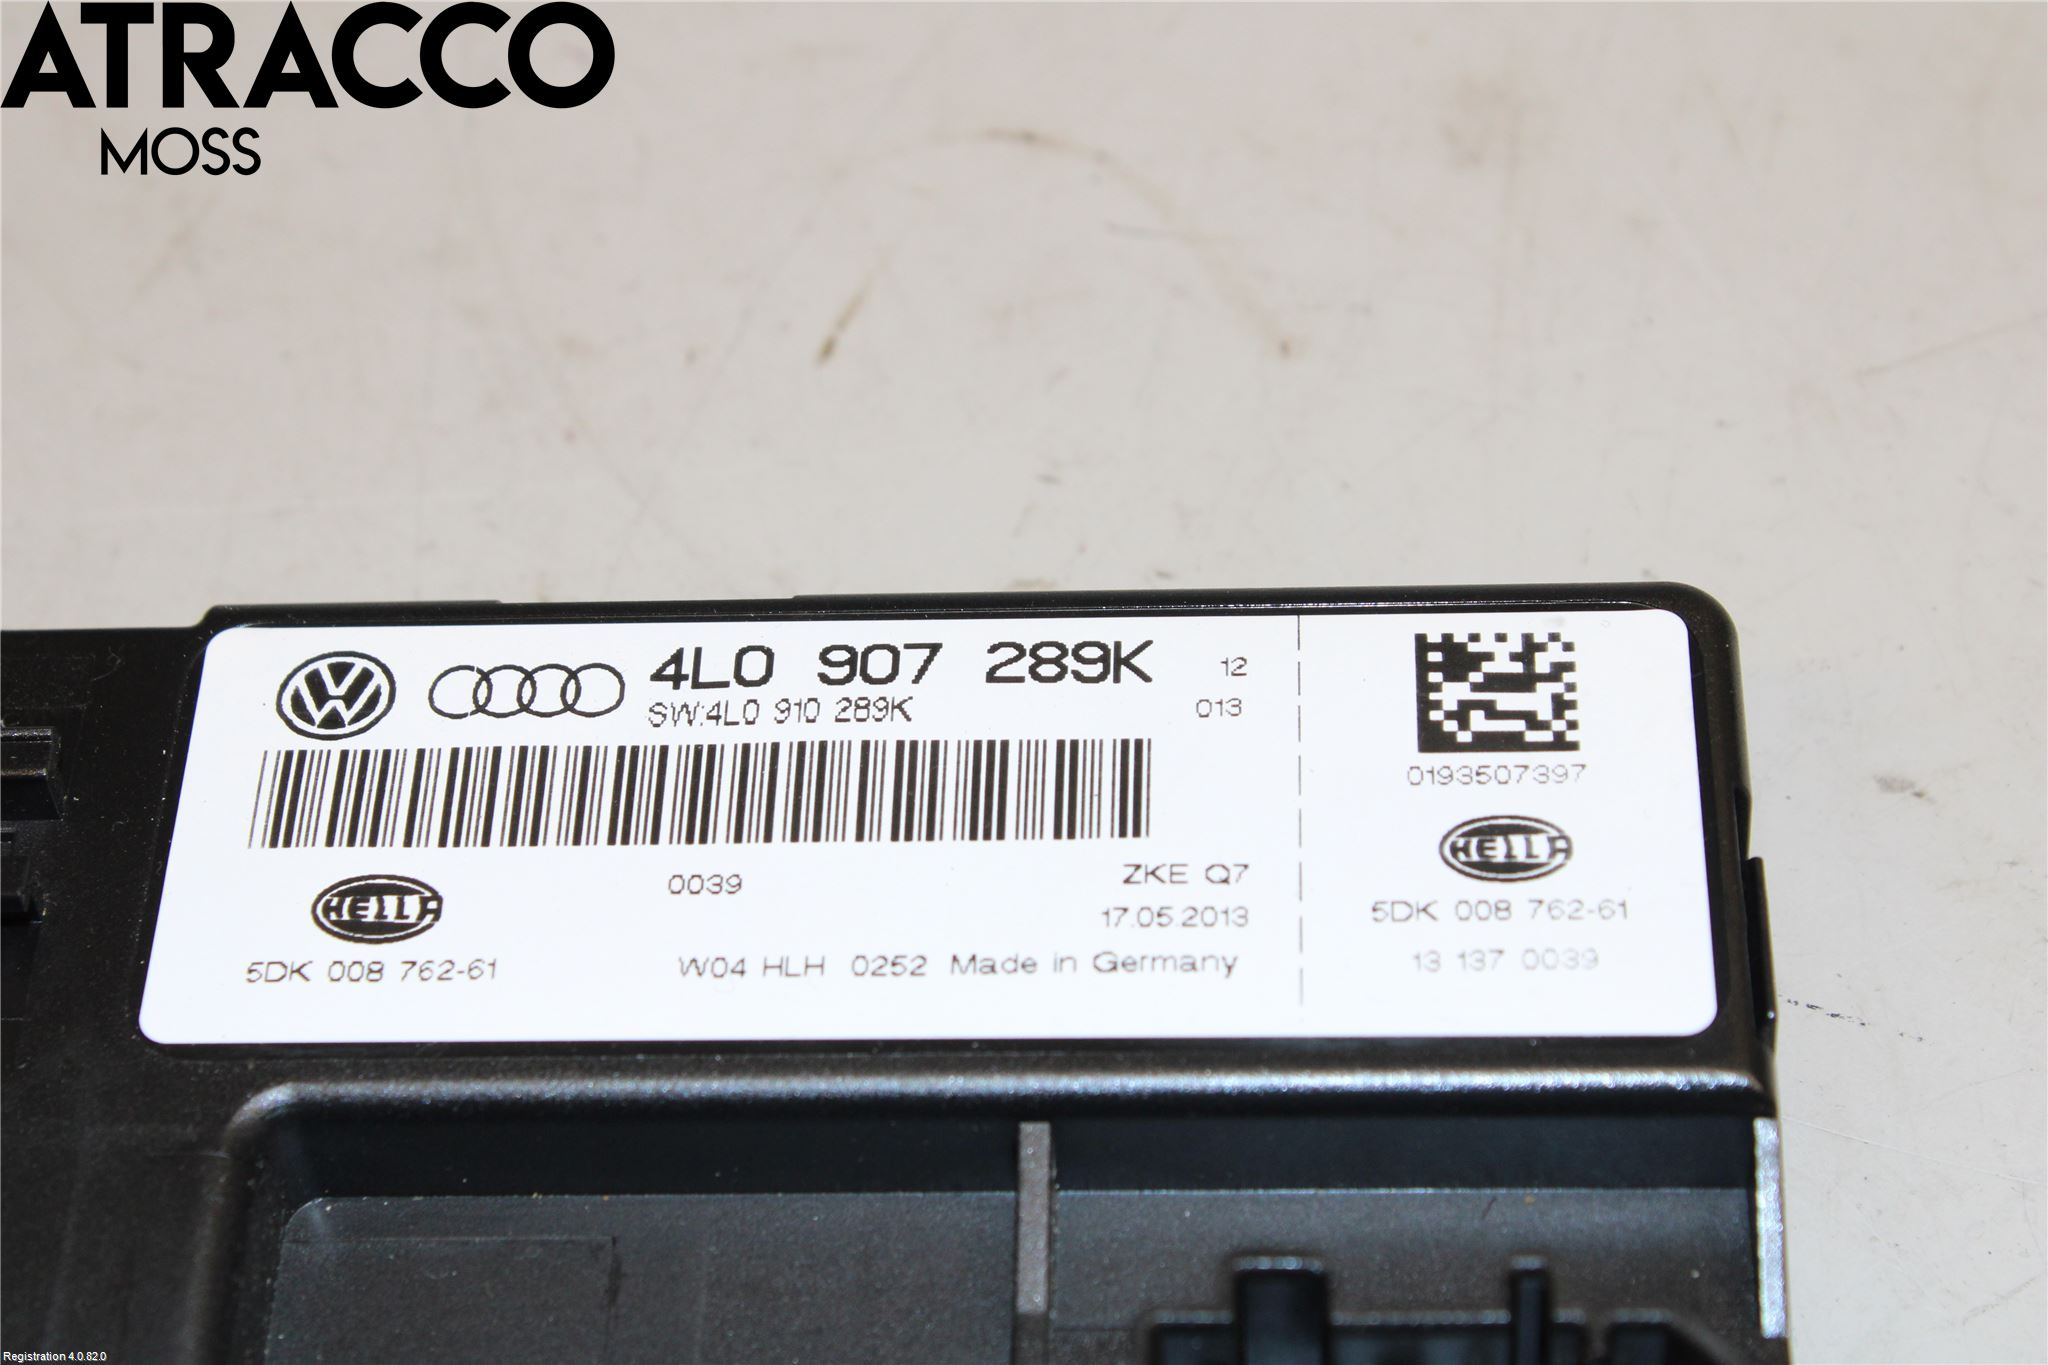 ATRACCO
MOSS
4L0 907 289K 12
SW:4L0 910 289K 013
0193507397
0039
ZKE Q7
17.05.2013
HELLA
5DK 008 762-61
W04 HLH 0252 Made in Germany
HELLA
5DK 008 762-61
13 137 0039
Registration 4.0.82.0